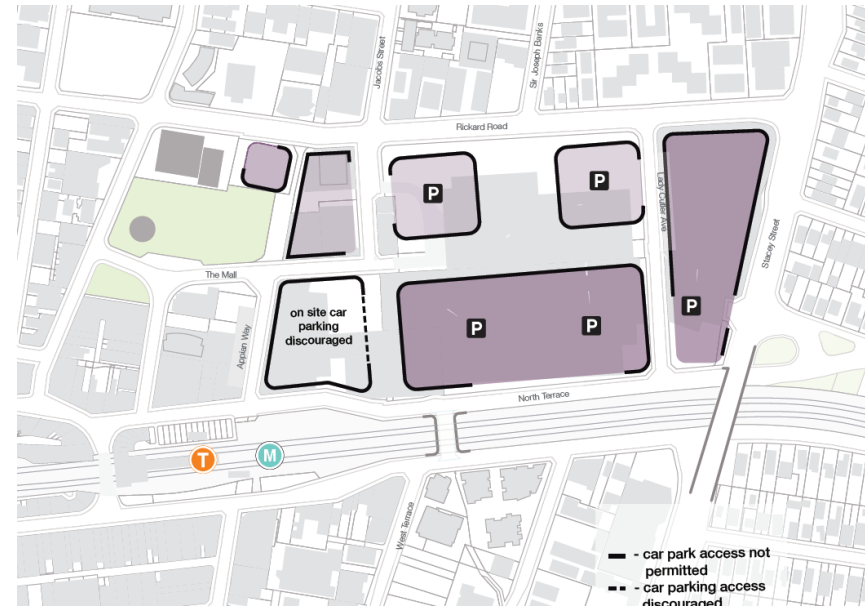 Jacobs Street
Sir Joseph Banks
Rickard Road
P
P
Lady Cutler Ave
Stacey Street
The Mall
on site car
parking
discouraged
P
P
P
Appian Way
North Terrace
T
M
West Terrace
- car park access not
permitted
- car parking access
discouraged